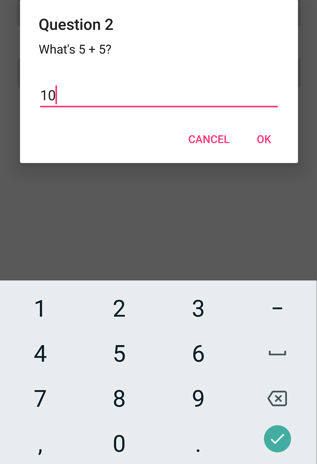 Question 2
What's 5 + 5?
10
CANCEL OK
1 2 3 –
4 5 6
7 8 9
, 0 .